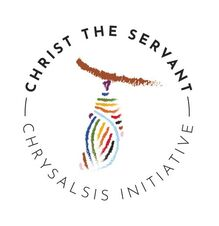 CHRIST THE SERVANT
CHRYSALSIS INITIATIVE